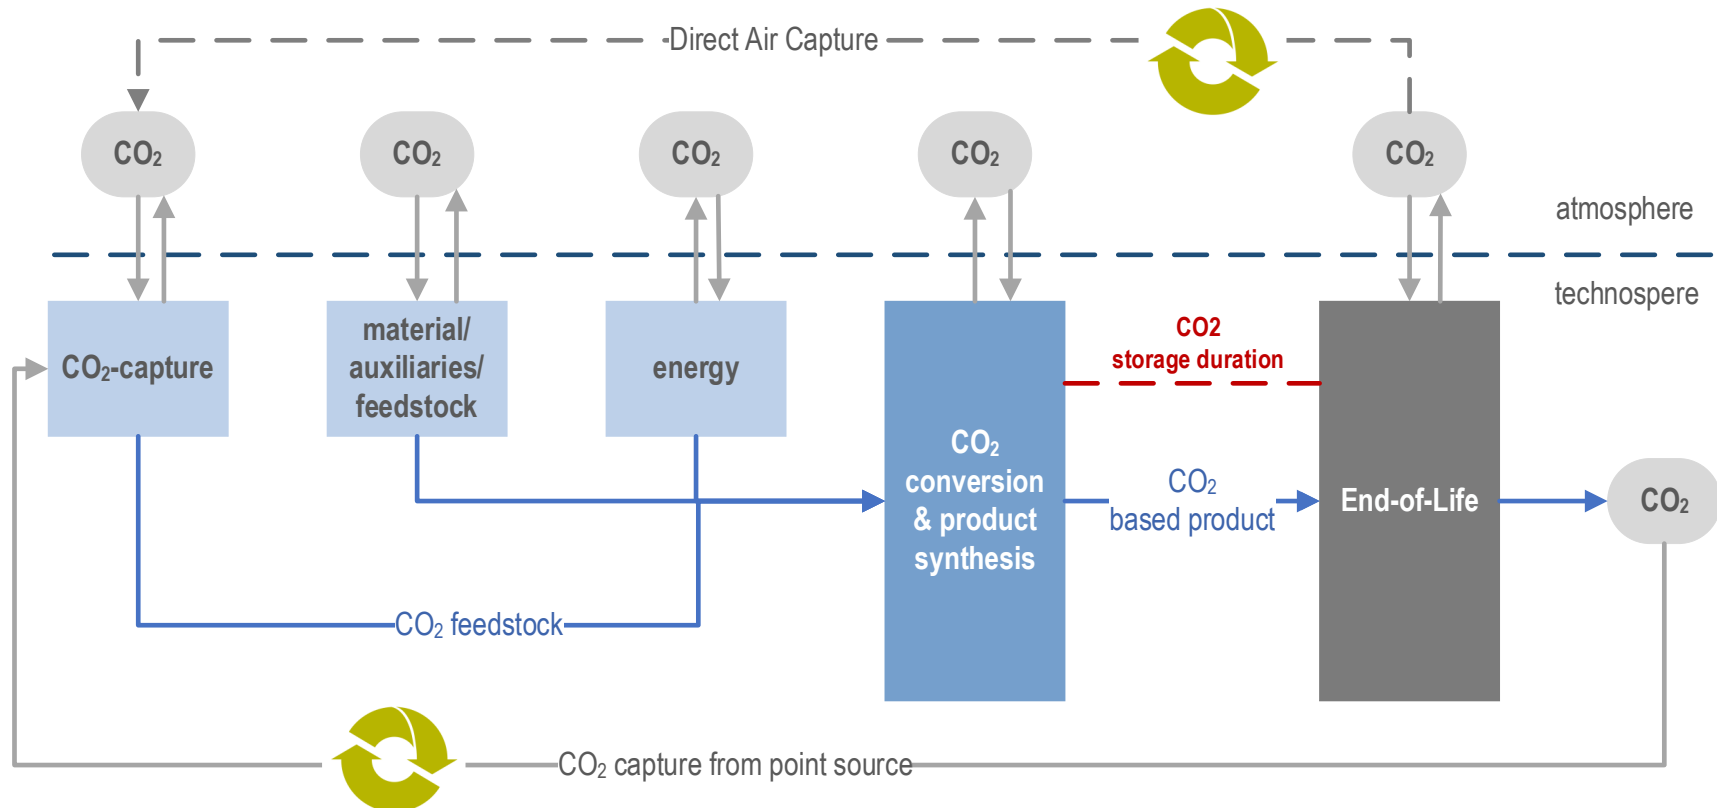 Direct Air Capture
CO₂
CO₂
CO₂
CO₂
CO₂
atmosphere
technospere
CO₂-capture
material/
auxiliaries/
feedstock
energy
CO2
storage duration
CO₂
conversion
& product
synthesis
CO₂
based product
End-of-Life
CO₂
CO₂ feedstock
CO₂ capture from point source